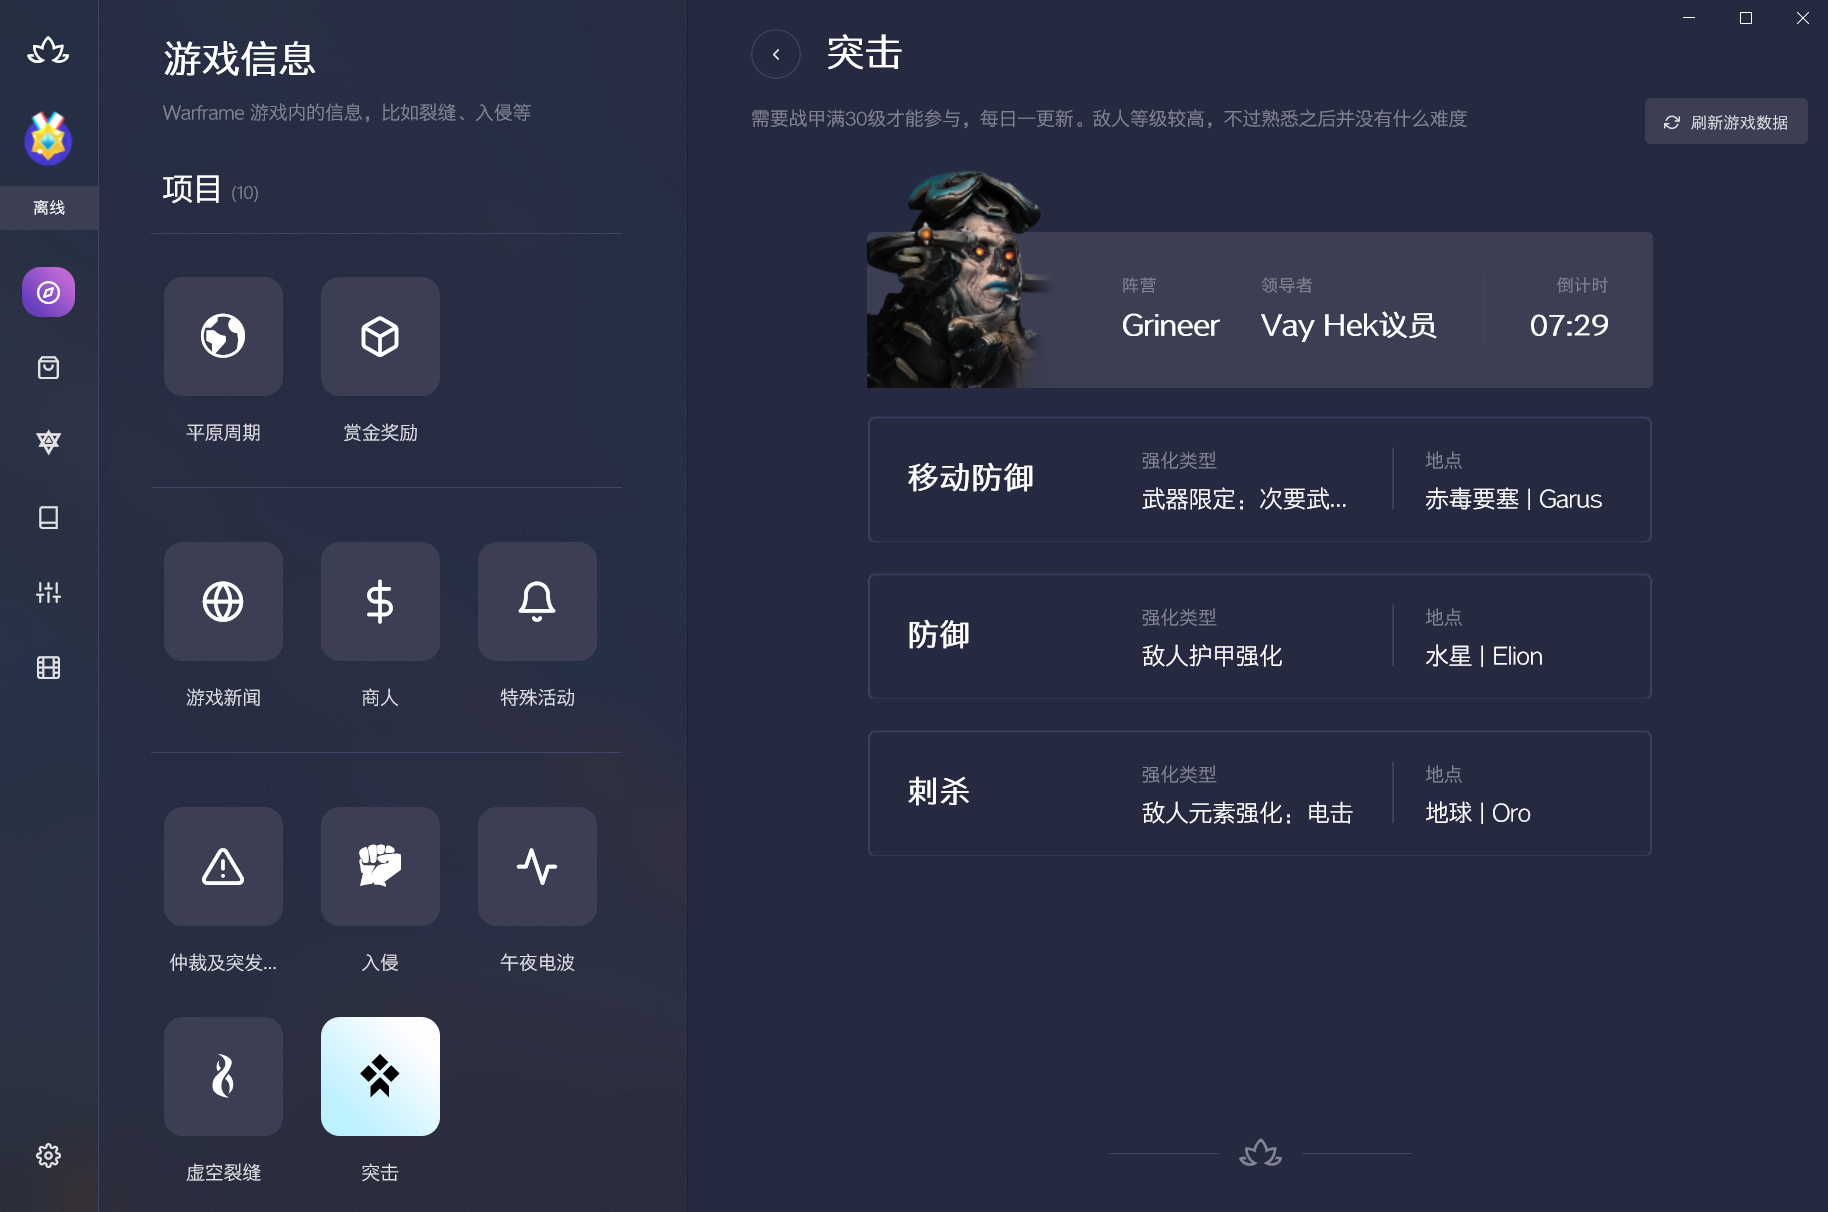 游戏信息
Warframe 游戏内的信息，比如裂缝、入侵等
离线
项目 (10)
平原周期
赏金奖励
游戏新闻
商人
特殊活动
仲裁及突发...
入侵
午夜电波
虚空裂缝
突击
突击
需要战甲满30级才能参与，每日一更新。敌人等级较高，不过熟悉之后并没有什么难度
刷新游戏数据
阵营
领导者
倒计时
Grineer
Vay Hek议员
07:29
移动防御
强化类型
地点
武器限定：次要武...
赤毒要塞 | Garus
防御
强化类型
地点
敌人护甲强化
水星 | Elion
刺杀
强化类型
地点
敌人元素强化：电击
地球 | Oro